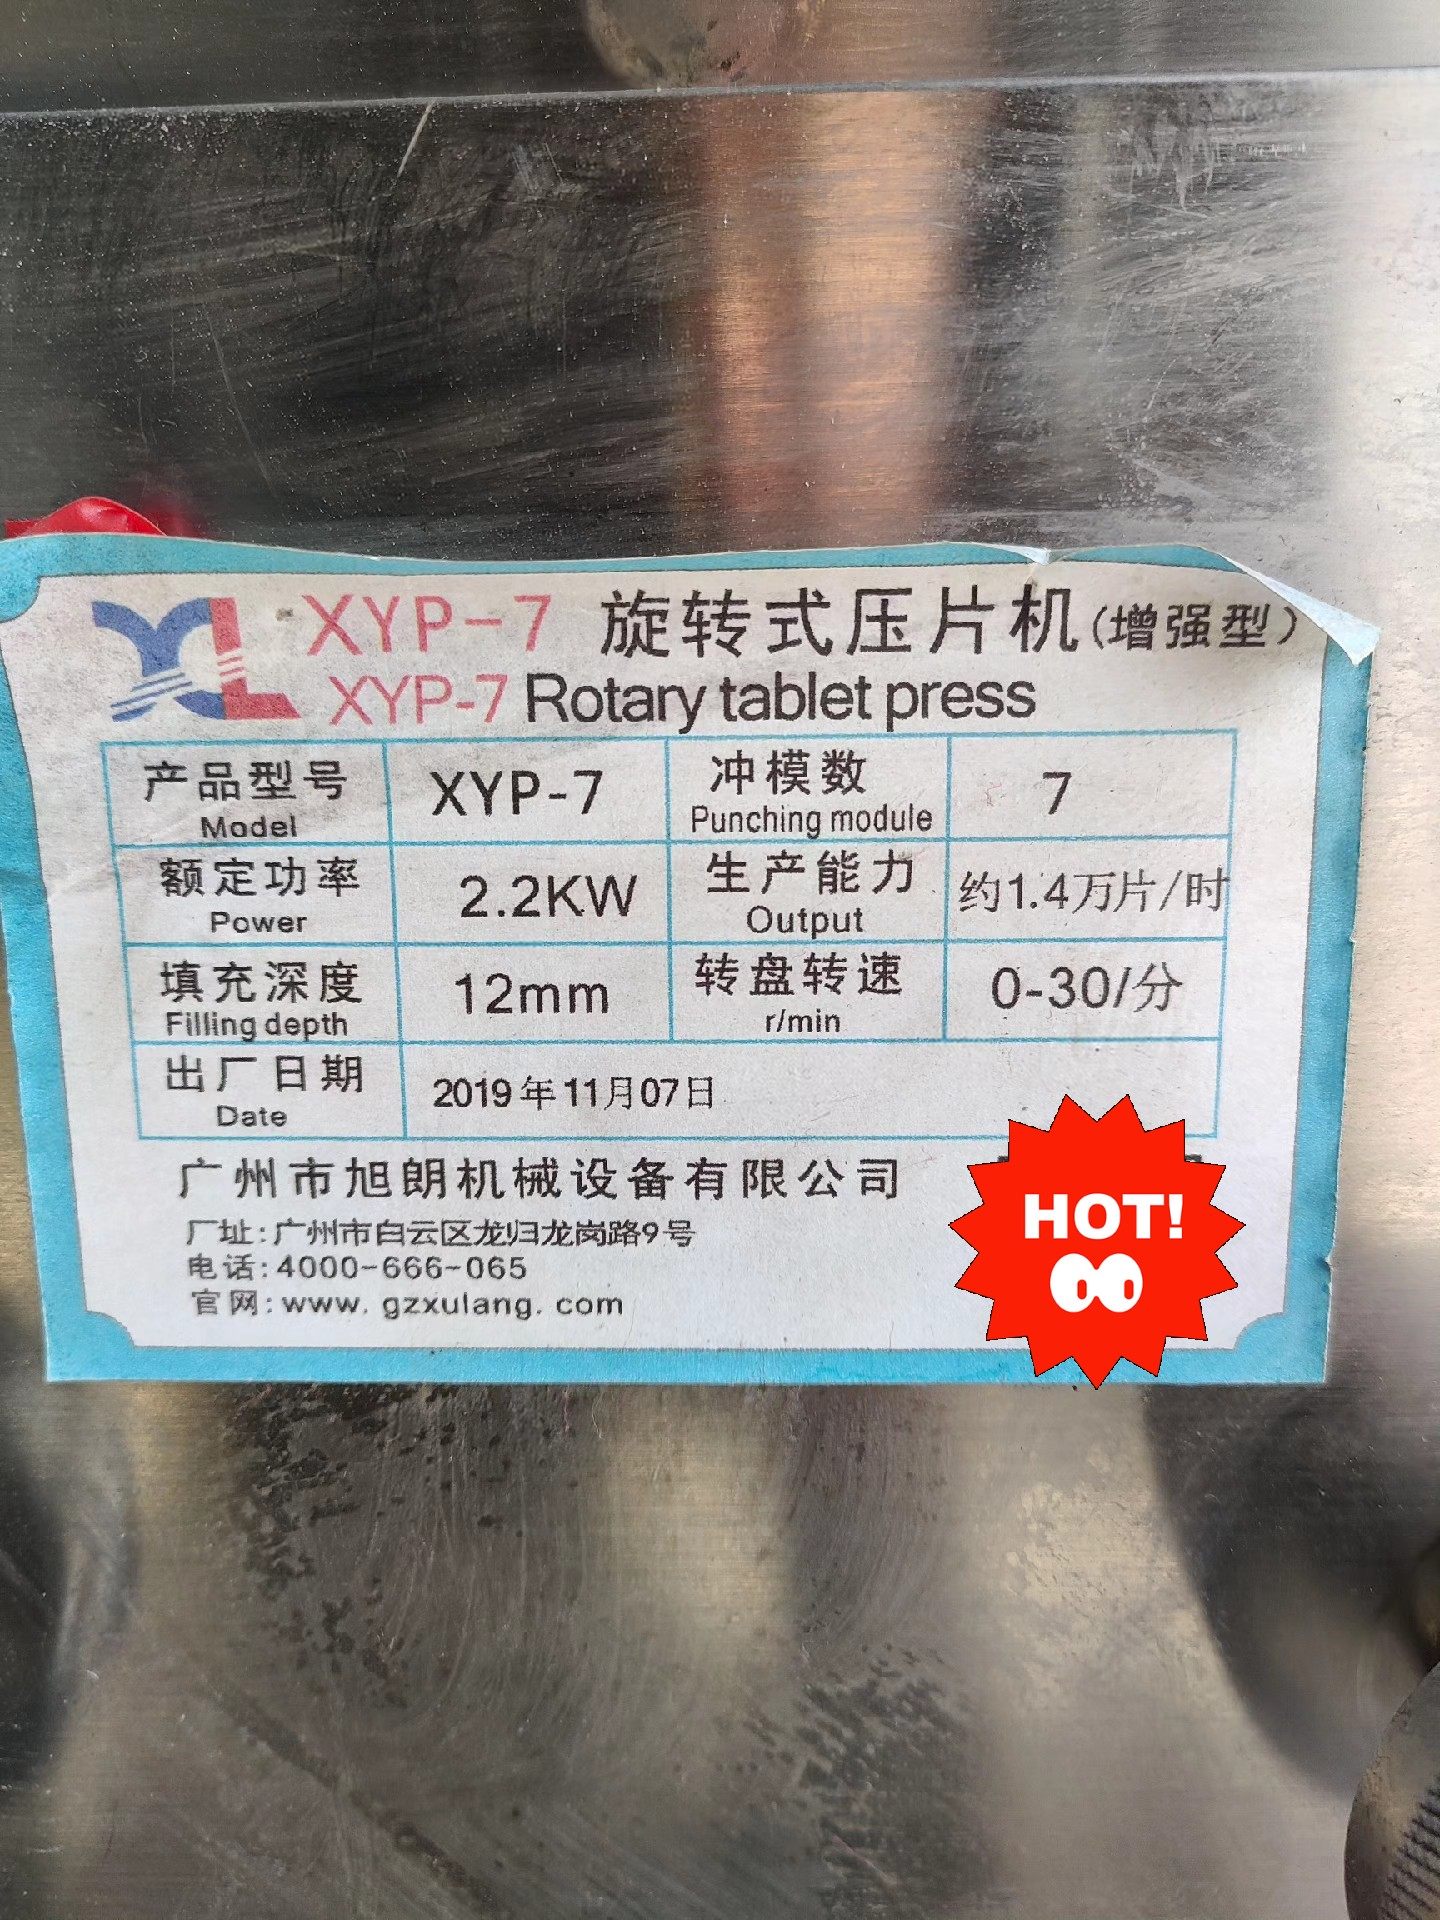 XL XYP-7 旋转式压片机(增强型)
XYP-7 Rotary tablet press
产品型号 XYP-7 冲模数 7
Model Punching module
额定功率 2.2KW 生产能力 约1.4万片/时
Power Output
填充深度 12mm 转盘转速 0-30/分
Filling depth r/min
出厂日期 2019年11月07日
Date
广州市旭朗机械设备有限公司
厂址:广州市白云区龙归龙岗路9号
电话:4000-666-065
官网:www.gzxulang.com
HOT!